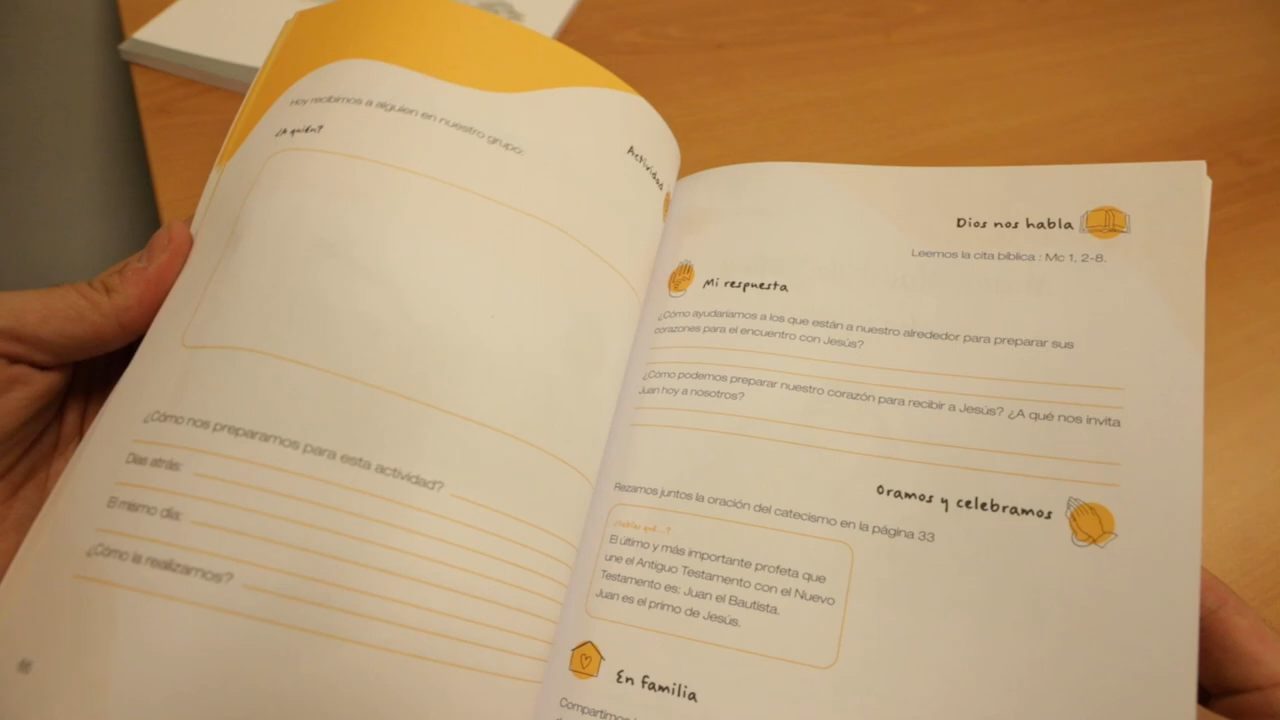 Hoy recibimos a alguien en nuestro grupo:
¿A quién?
Actividad
¿Cómo nos preparamos para esta actividad?
Días atrás:
El mismo día:
¿Cómo la realizamos?
Dios nos habla
Leemos la cita bíblica : Mc 1, 2-8.
Mi respuesta
¿Cómo ayudaríamos a los que están a nuestro alrededor para preparar sus
corazones para el encuentro con Jesús?
¿Cómo podemos preparar nuestro corazón para recibir a Jesús? ¿A qué nos invita
Juan hoy a nosotros?
Oramos y celebramos
Rezamos juntos la oración del catecismo en la página 33
¿Sabías qué...?
El último y más importante profeta que
une el Antiguo Testamento con el Nuevo
Testamento es: Juan el Bautista.
Juan es el primo de Jesús.
En familia